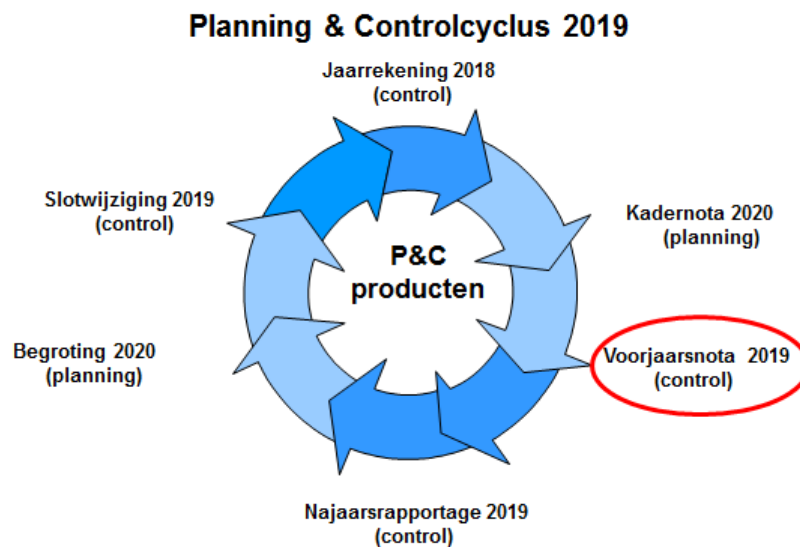 Planning & Controlcyclus 2019
Jaarrekening 2018
(control)
Kadernota 2020
(planning)
Voorjaarsnota 2019
(control)
Najaarsrapportage 2019
(control)
Begroting 2020
(planning)
Slotwijziging 2019
(control)
P&C
producten